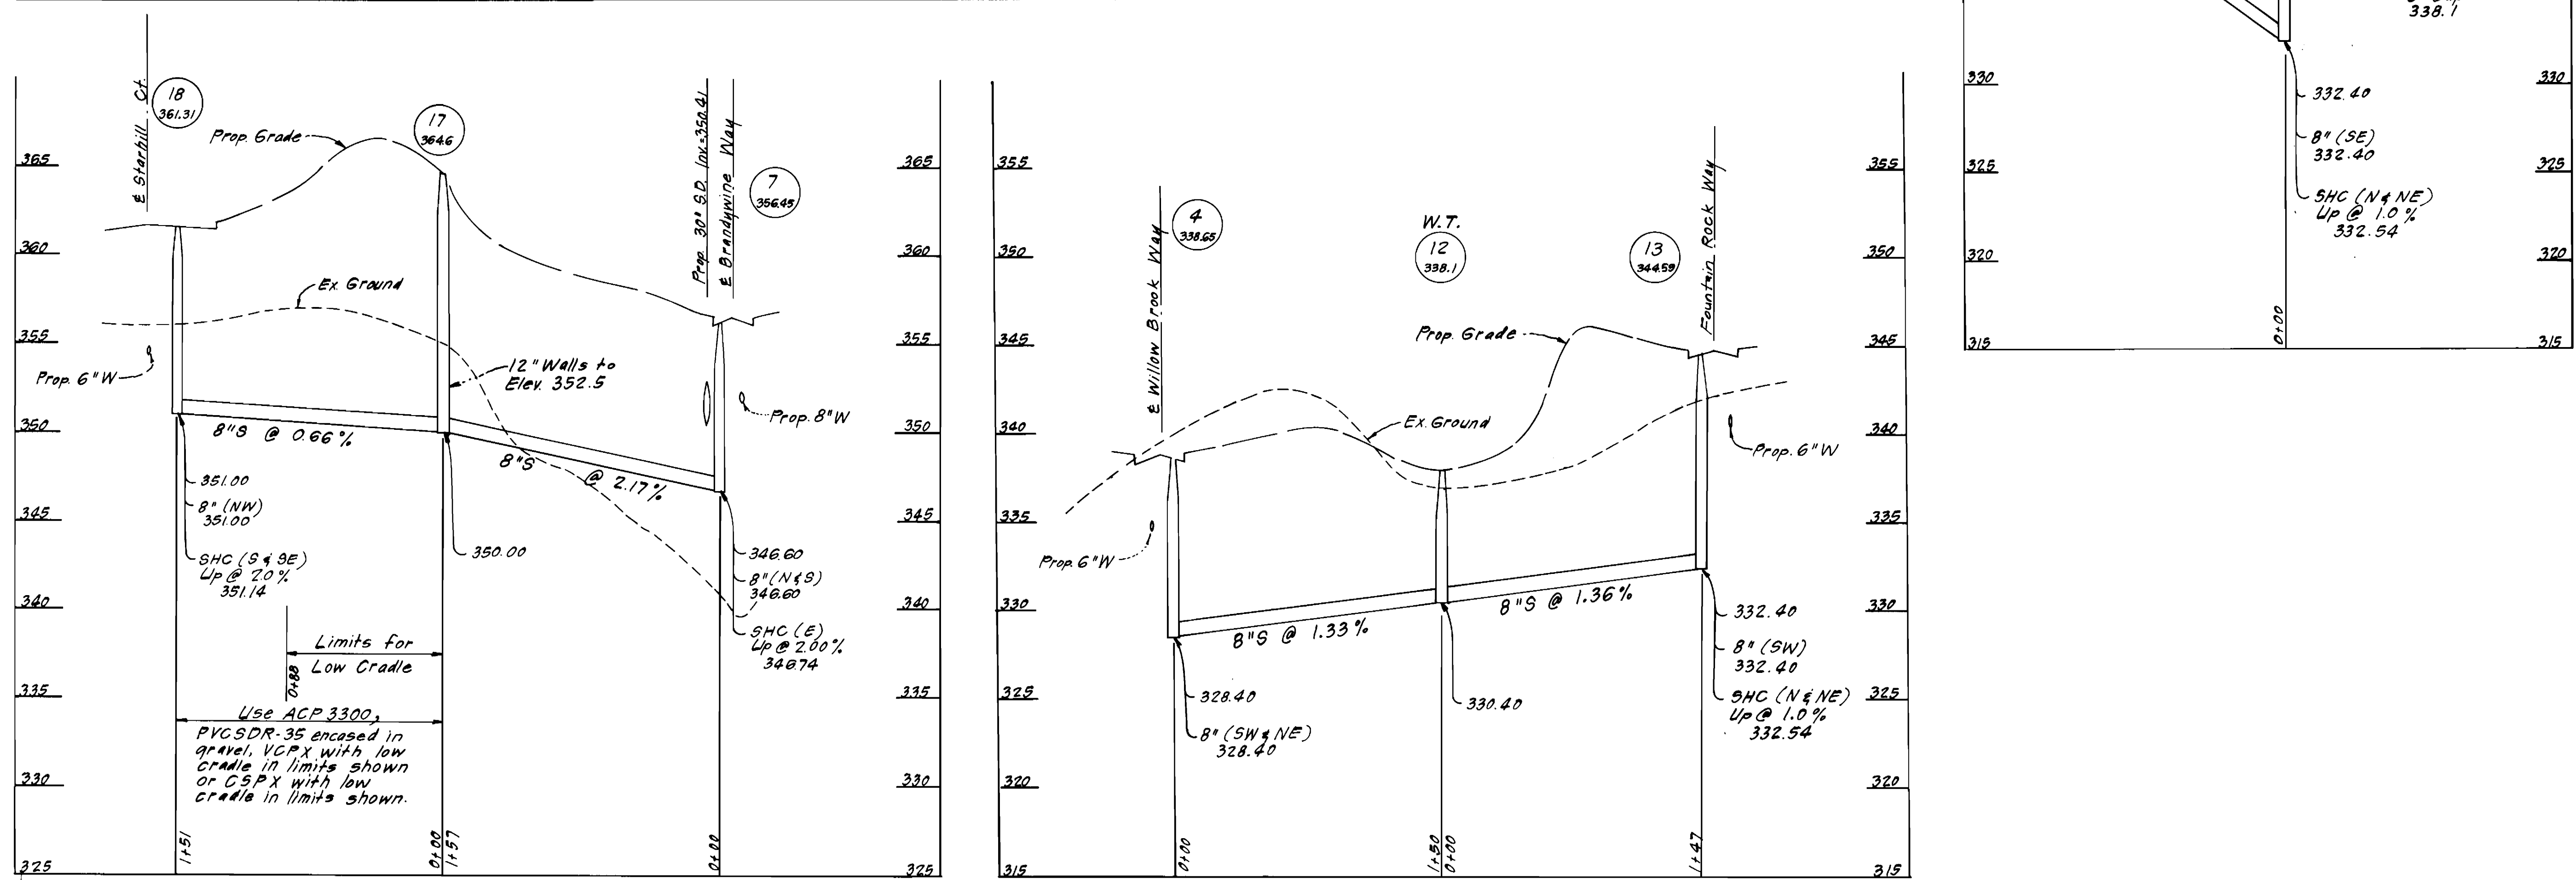 ℄ Starhill Ct.
18
361.31
Prop. Grade
17
364.6
Prop. 30" S.D. Inv.=350.41
℄ Brandywine Way
7
356.45
365
365
360
360
355
355
350
350
345
345
340
340
335
335
330
330
325
325
Ex. Ground
Prop. 6"W
12" Walls to
Elev. 352.5
Prop. 8"W
8"S @ 0.66%
8"S @ 2.17%
351.00
8" (NW)
351.00
SHC (S & SE)
Up @ 2.0%
351.14
350.00
346.60
8" (N & S)
346.60
SHC (E)
Up @ 2.00%
346.74
Limits for
Low Cradle
0+88
Use ACP 3300,
PVCSDR-35 encased in
gravel, VCPX with low
cradle in limits shown
or CSPX with low
cradle in limits shown.
1+51
0+00
1+57
0+00
℄ Willow Brook Way
4
338.65
W.T.
12
338.1
13
344.59
Fountain Rock Way
355
355
350
350
345
345
340
340
335
335
330
330
325
325
320
320
315
315
Prop. Grade
Ex. Ground
Prop. 6"W
Prop. 6"W
8"S @ 1.33%
8"S @ 1.36%
328.40
8" (SW & NE)
328.40
330.40
332.40
8" (SW)
332.40
SHC (N & NE)
Up @ 1.0%
332.54
0+00
1+50
0+00
1+47
338.1
330
330
325
325
320
320
315
315
332.40
8" (SE)
332.40
SHC (N & NE)
Up @ 1.0%
332.54
0+00